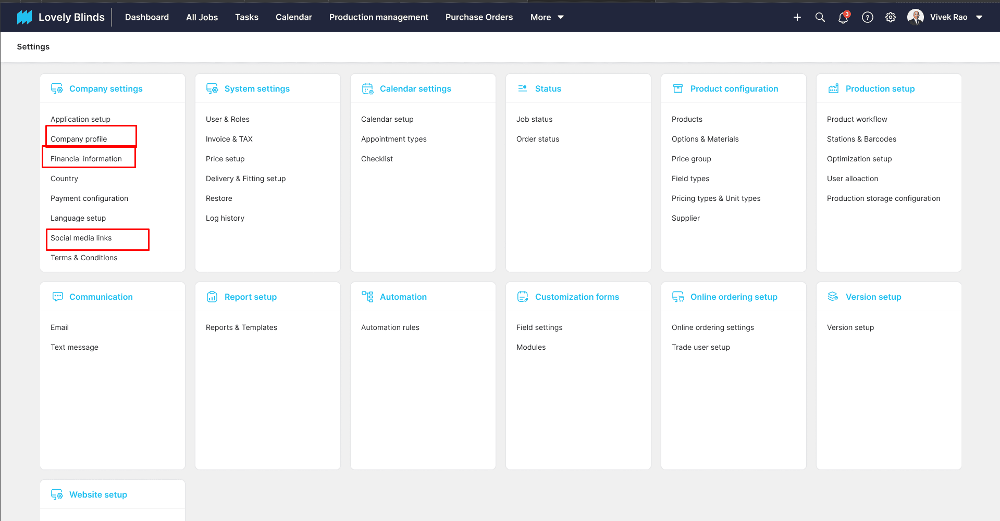 Lovely Blinds Dashboard All Jobs Tasks Calendar Production management Purchase Orders More 3 ? Vivek Rao
Settings
Company settings
Application setup
Company profile
Financial information
Country
Payment configuration
Language setup
Social media links
Terms & Conditions
System settings
User & Roles
Invoice & TAX
Price setup
Delivery & Fitting setup
Restore
Log history
Calendar settings
Calendar setup
Appointment types
Checklist
Status
Job status
Order status
Product configuration
Products
Options & Materials
Price group
Field types
Pricing types & Unit types
Supplier
Production setup
Product workflow
Stations & Barcodes
Optimization setup
User alloaction
Production storage configuration
Communication
Email
Text message
Report setup
Reports & Templates
Automation
Automation rules
Customization forms
Field settings
Modules
Online ordering setup
Online ordering settings
Trade user setup
Version setup
Version setup
Website setup